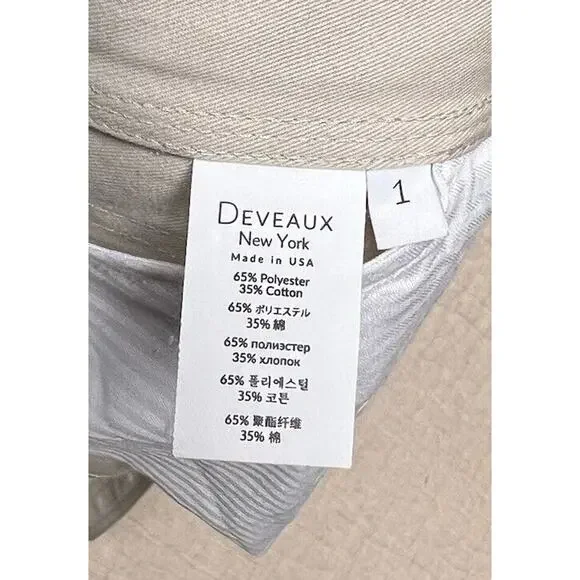 DEVEAUX
New York
Made in USA
65% Polyester
35% Cotton
65% ポリエステル
35% 綿
65% полиэстер
35% хлопок
65% 폴리에스털
35% 코튼
65% 聚酯纤维
35% 棉
1